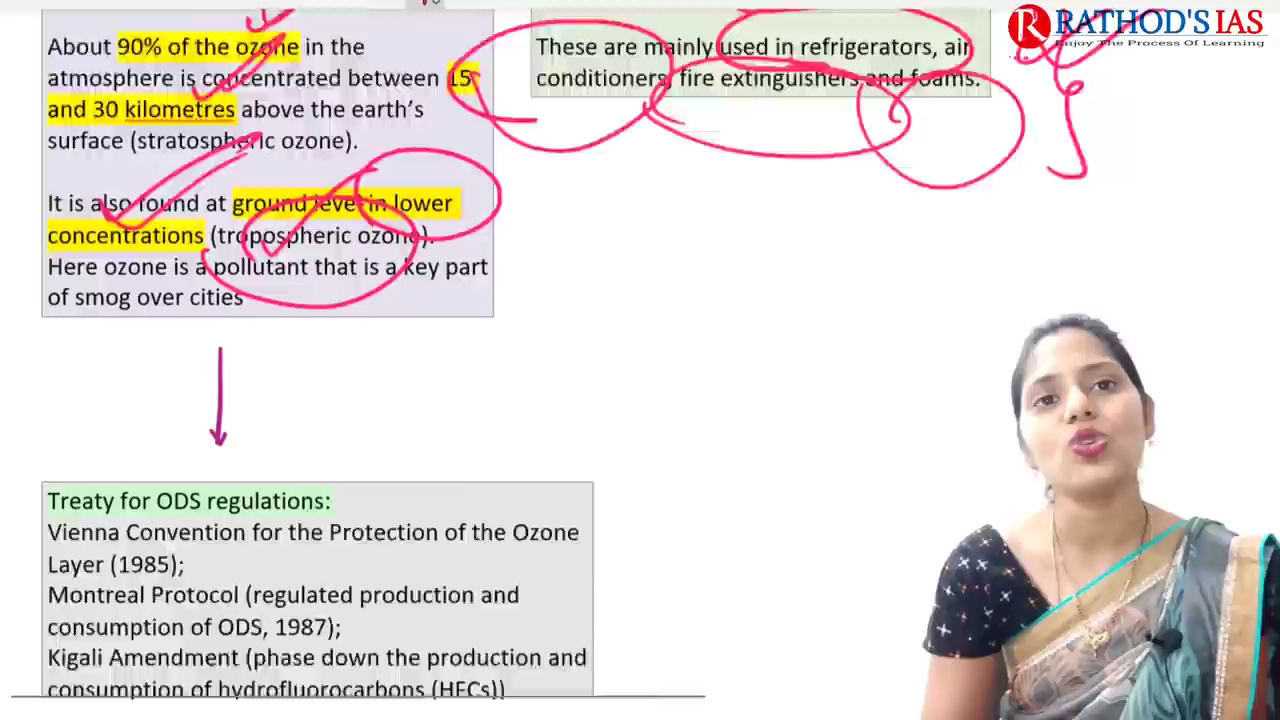 RATHOD'S IAS
Enjoy The Process Of Learning
About 90% of the ozone in the
atmosphere is concentrated between 15
and 30 kilometres above the earth's
surface (stratospheric ozone).
It is also found at ground level in lower
concentrations (tropospheric ozone).
Here ozone is a pollutant that is a key part
of smog over cities
These are mainly used in refrigerators, air
conditioners, fire extinguishers and foams.
Treaty for ODS regulations:
Vienna Convention for the Protection of the Ozone
Layer (1985);
Montreal Protocol (regulated production and
consumption of ODS, 1987);
Kigali Amendment (phase down the production and
consumption of hydrofluorocarbons (HFCs))